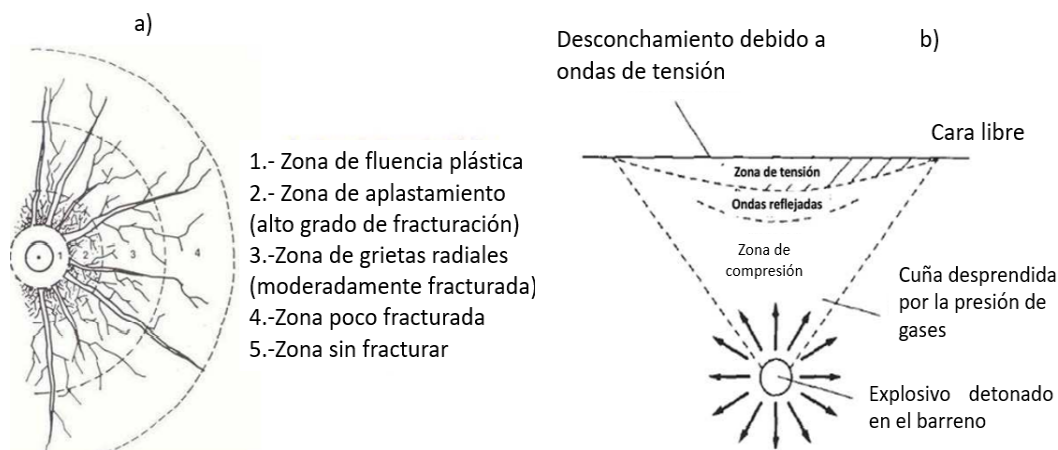 a)
1
2
3
4
1.- Zona de fluencia plástica
2.- Zona de aplastamiento
(alto grado de fracturación)
3.-Zona de grietas radiales
(moderadamente fracturada)
4.-Zona poco fracturada
5.-Zona sin fracturar
b)
Desconchamiento debido a
ondas de tensión
Cara libre
Zona de tensión
Ondas reflejadas
Zona de
compresión
Cuña desprendida
por la presión de
gases
Explosivo detonado
en el barreno